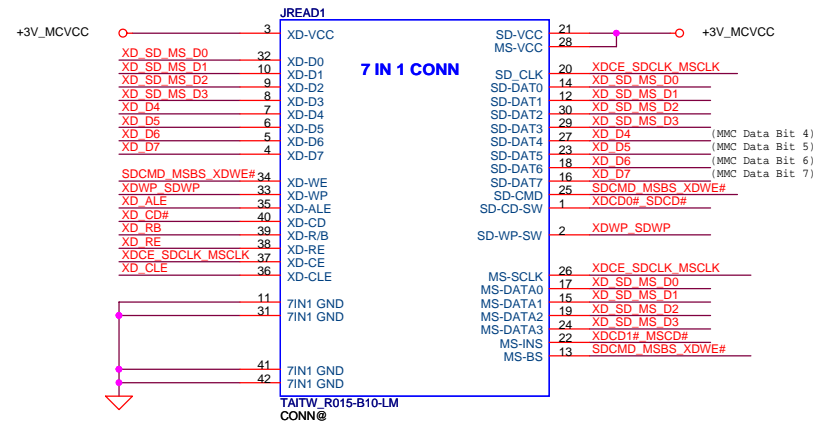 JREAD1
+3V_MCVCC 3 XD-VCC
XD_SD_MS_D0 32 XD-D0
XD_SD_MS_D1 10 XD-D1
XD_SD_MS_D2 9 XD-D2
XD_SD_MS_D3 8 XD-D3
XD_D4 7 XD-D4
XD_D5 6 XD-D5
XD_D6 5 XD-D6
XD_D7 4 XD-D7
SDCMD_MSBS_XDWE# 34 XD-WE
XDWP_SDWP 33 XD-WP
XD_ALE 35 XD-ALE
XD_CD# 40 XD-CD
XD_RB 39 XD-R/B
XD_RE 38 XD-RE
XDCE_SDCLK_MSCLK 37 XD-CE
XD_CLE 36 XD-CLE
11 7IN1 GND
31 7IN1 GND
41 7IN1 GND
42 7IN1 GND
7 IN 1 CONN
SD-VCC 21 +3V_MCVCC
MS-VCC 28
SD_CLK 20 XDCE_SDCLK_MSCLK
SD-DAT0 14 XD_SD_MS_D0
SD-DAT1 12 XD_SD_MS_D1
SD-DAT2 30 XD_SD_MS_D2
SD-DAT3 29 XD_SD_MS_D3
SD-DAT4 27 XD_D4 (MMC Data Bit 4)
SD-DAT5 23 XD_D5 (MMC Data Bit 5)
SD-DAT6 18 XD_D6 (MMC Data Bit 6)
SD-DAT7 16 XD_D7 (MMC Data Bit 7)
SD-CMD 25 SDCMD_MSBS_XDWE#
SD-CD-SW 1 XDCD0#_SDCD#
SD-WP-SW 2 XDWP_SDWP
MS-SCLK 26 XDCE_SDCLK_MSCLK
MS-DATA0 17 XD_SD_MS_D0
MS-DATA1 15 XD_SD_MS_D1
MS-DATA2 19 XD_SD_MS_D2
MS-DATA3 24 XD_SD_MS_D3
MS-INS 22 XDCD1#_MSCD#
MS-BS 13 SDCMD_MSBS_XDWE#
TAITW_R015-B10-LM
CONN@